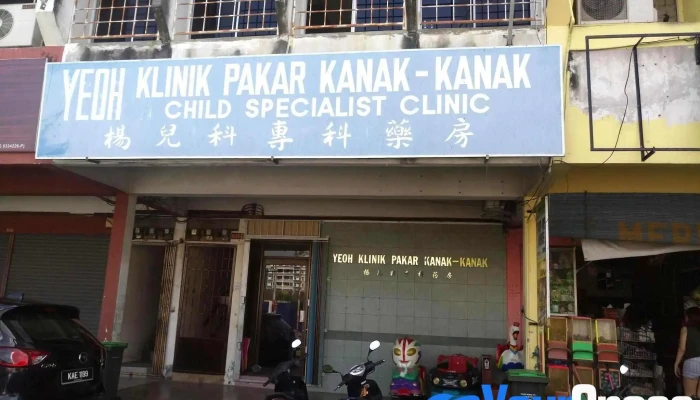 YEOH KLINIK PAKAR KANAK-KANAK
CHILD SPECIALIST CLINIC
楊兒科專科藥房
YEOH KLINIK PAKAR KANAK-KANAK
KAE 1199